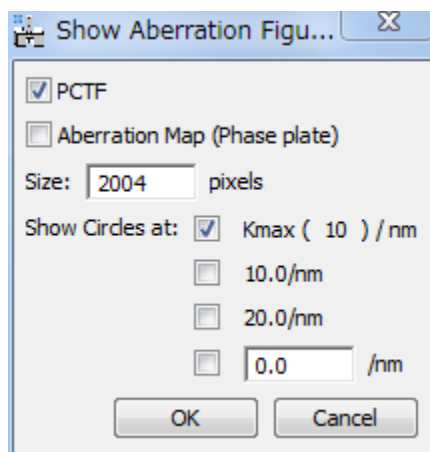 Show Aberration Figu...
PCTF
Aberration Map (Phase plate)
Size: 2004 pixels
Show Circles at: Kmax ( 10 ) / nm
10.0/nm
20.0/nm
0.0 /nm
OK Cancel